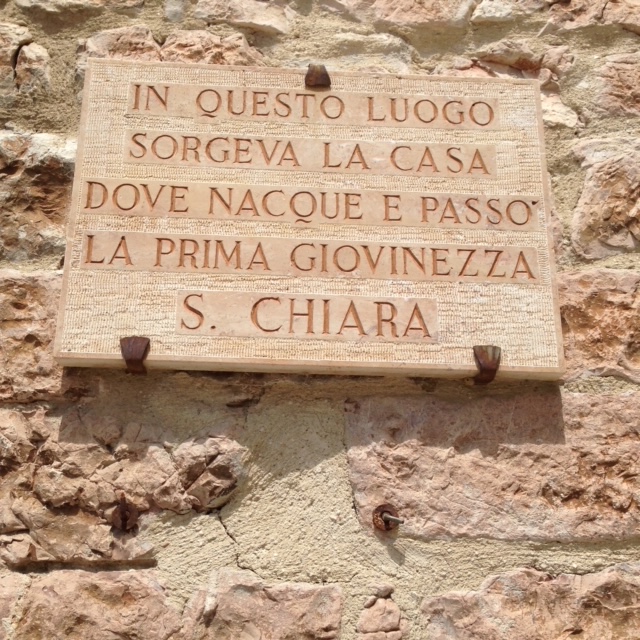 IN QUESTO LUOGO
SORGEVA LA CASA
DOVE NACQUE E PASSO'
LA PRIMA GIOVINEZZA
S. CHIARA